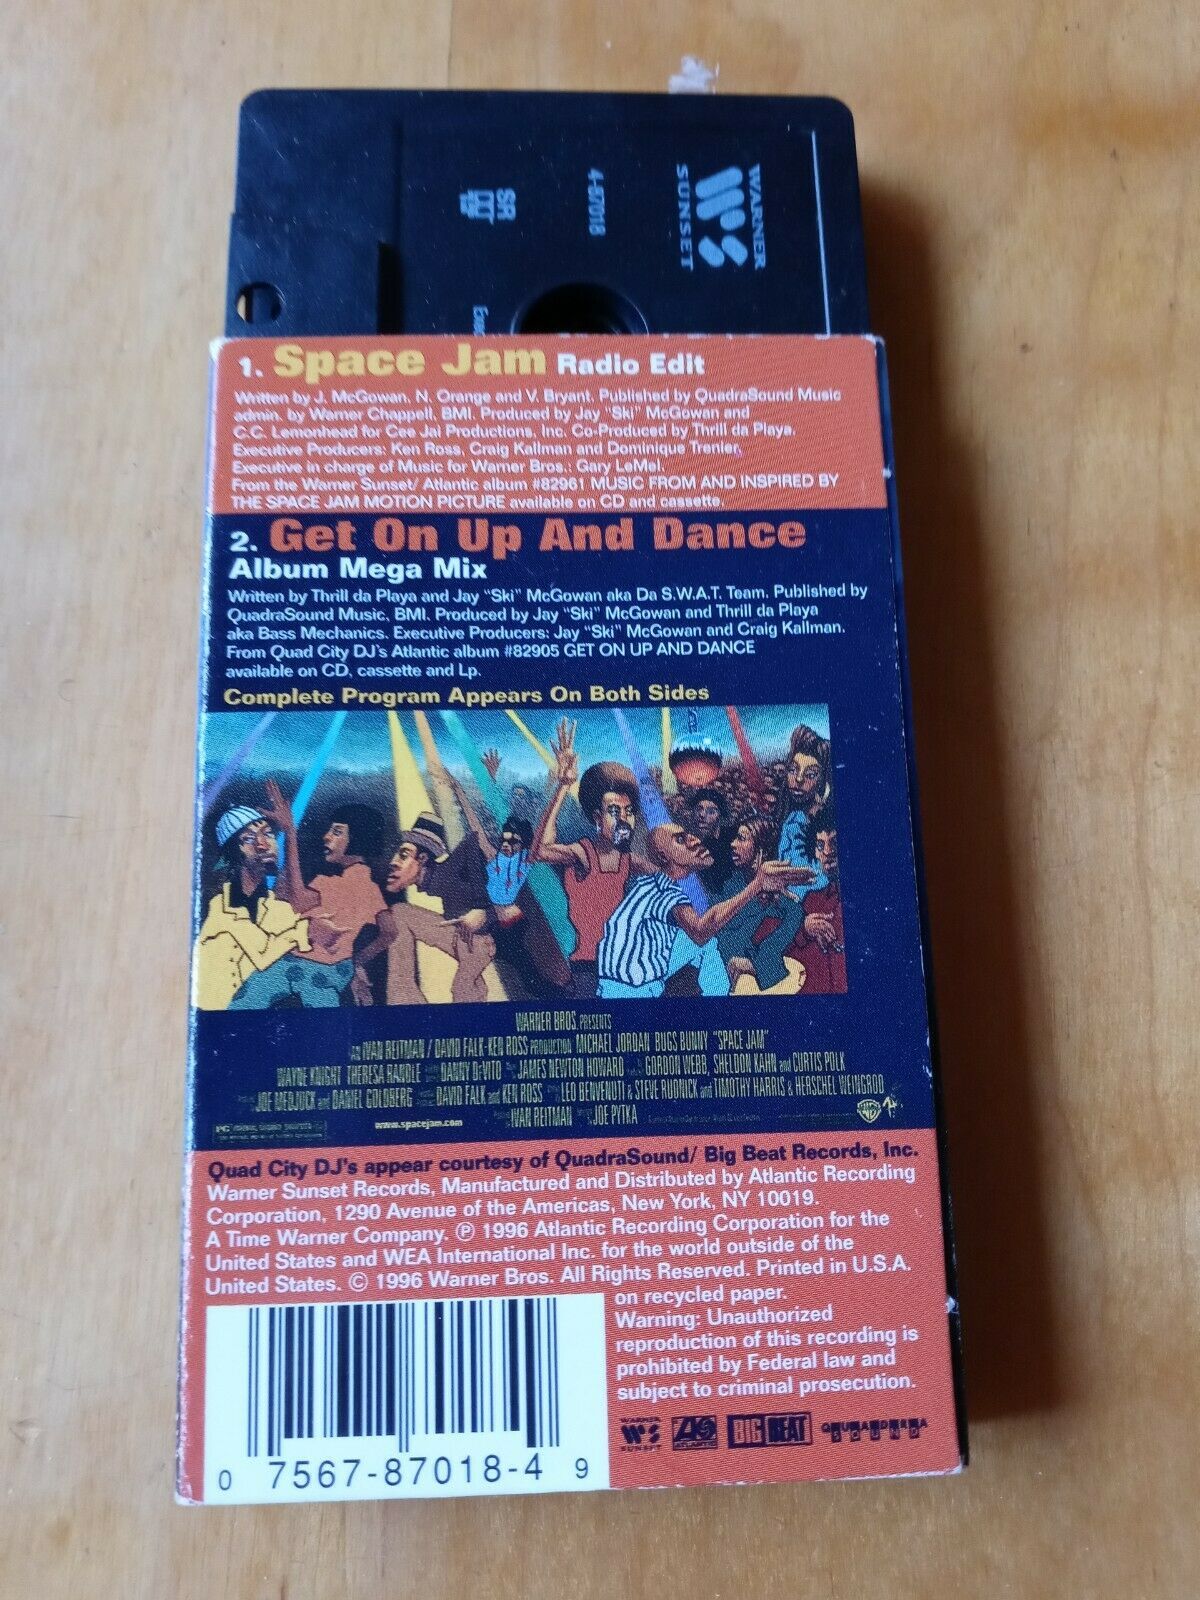 WARNER
SUNSET
4-87018
SR
1. Space Jam Radio Edit
Written by J. McGowan, N. Orange and V. Bryant. Published by QuadraSound Music
admin. by Warner Chappell, BMI. Produced by Jay "Ski" McGowan and
C.C. Lemonhead for Cee Jai Productions, Inc. Co-Produced by Thrill da Playa.
Executive Producers: Ken Ross, Craig Kallman and Dominique Trenier.
Executive in charge of Music for Warner Bros.: Gary LeMel.
From the Warner Sunset/ Atlantic album #82961 MUSIC FROM AND INSPIRED BY
THE SPACE JAM MOTION PICTURE available on CD and cassette.
2. Get On Up And Dance
Album Mega Mix
Written by Thrill da Playa and Jay "Ski" McGowan aka Da S.W.A.T. Team. Published by
QuadraSound Music, BMI. Produced by Jay "Ski" McGowan and Thrill da Playa
aka Bass Mechanics. Executive Producers: Jay "Ski" McGowan and Craig Kallman.
From Quad City DJ's Atlantic album #82905 GET ON UP AND DANCE
available on CD, cassette and Lp.
Complete Program Appears On Both Sides
WARNER BROS. PRESENTS
AN IVAN REITMAN / DAVID FALK-KEN ROSS PRODUCTION MICHAEL JORDAN BUGS BUNNY "SPACE JAM"
WAYNE KNIGHT THERESA RANDLE DANNY DeVITO JAMES NEWTON HOWARD GORDON WEBB, SHELDON KAHN and CURTIS POLK
JOE MEDJUCK and DANIEL GOLDBERG DAVID FALK and KEN ROSS LEO BENVENUTI & STEVE RUDNICK and TIMOTHY HARRIS & HERSCHEL WEINGROD
PG www.spacejam.com IVAN REITMAN JOE PYTKA WB
Quad City DJ's appear courtesy of QuadraSound/ Big Beat Records, Inc.
Warner Sunset Records, Manufactured and Distributed by Atlantic Recording
Corporation, 1290 Avenue of the Americas, New York, NY 10019.
A Time Warner Company. ℗ 1996 Atlantic Recording Corporation for the
United States and WEA International Inc. for the world outside of the
United States. © 1996 Warner Bros. All Rights Reserved. Printed in U.S.A.
on recycled paper.
Warning: Unauthorized
reproduction of this recording is
prohibited by Federal law and
subject to criminal prosecution.
WARNER SUNSET ATLANTIC BIG BEAT QUADRA SOUND
0 7567-87018-4 9